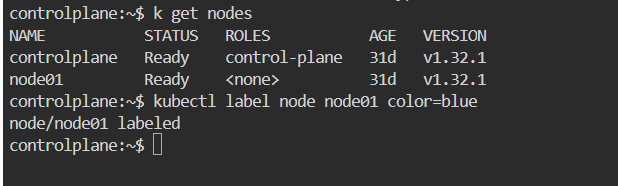 controlplane:~$ k get nodes
NAME STATUS ROLES AGE VERSION
controlplane Ready control-plane 31d v1.32.1
node01 Ready <none> 31d v1.32.1
controlplane:~$ kubectl label node node01 color=blue
node/node01 labeled
controlplane:~$